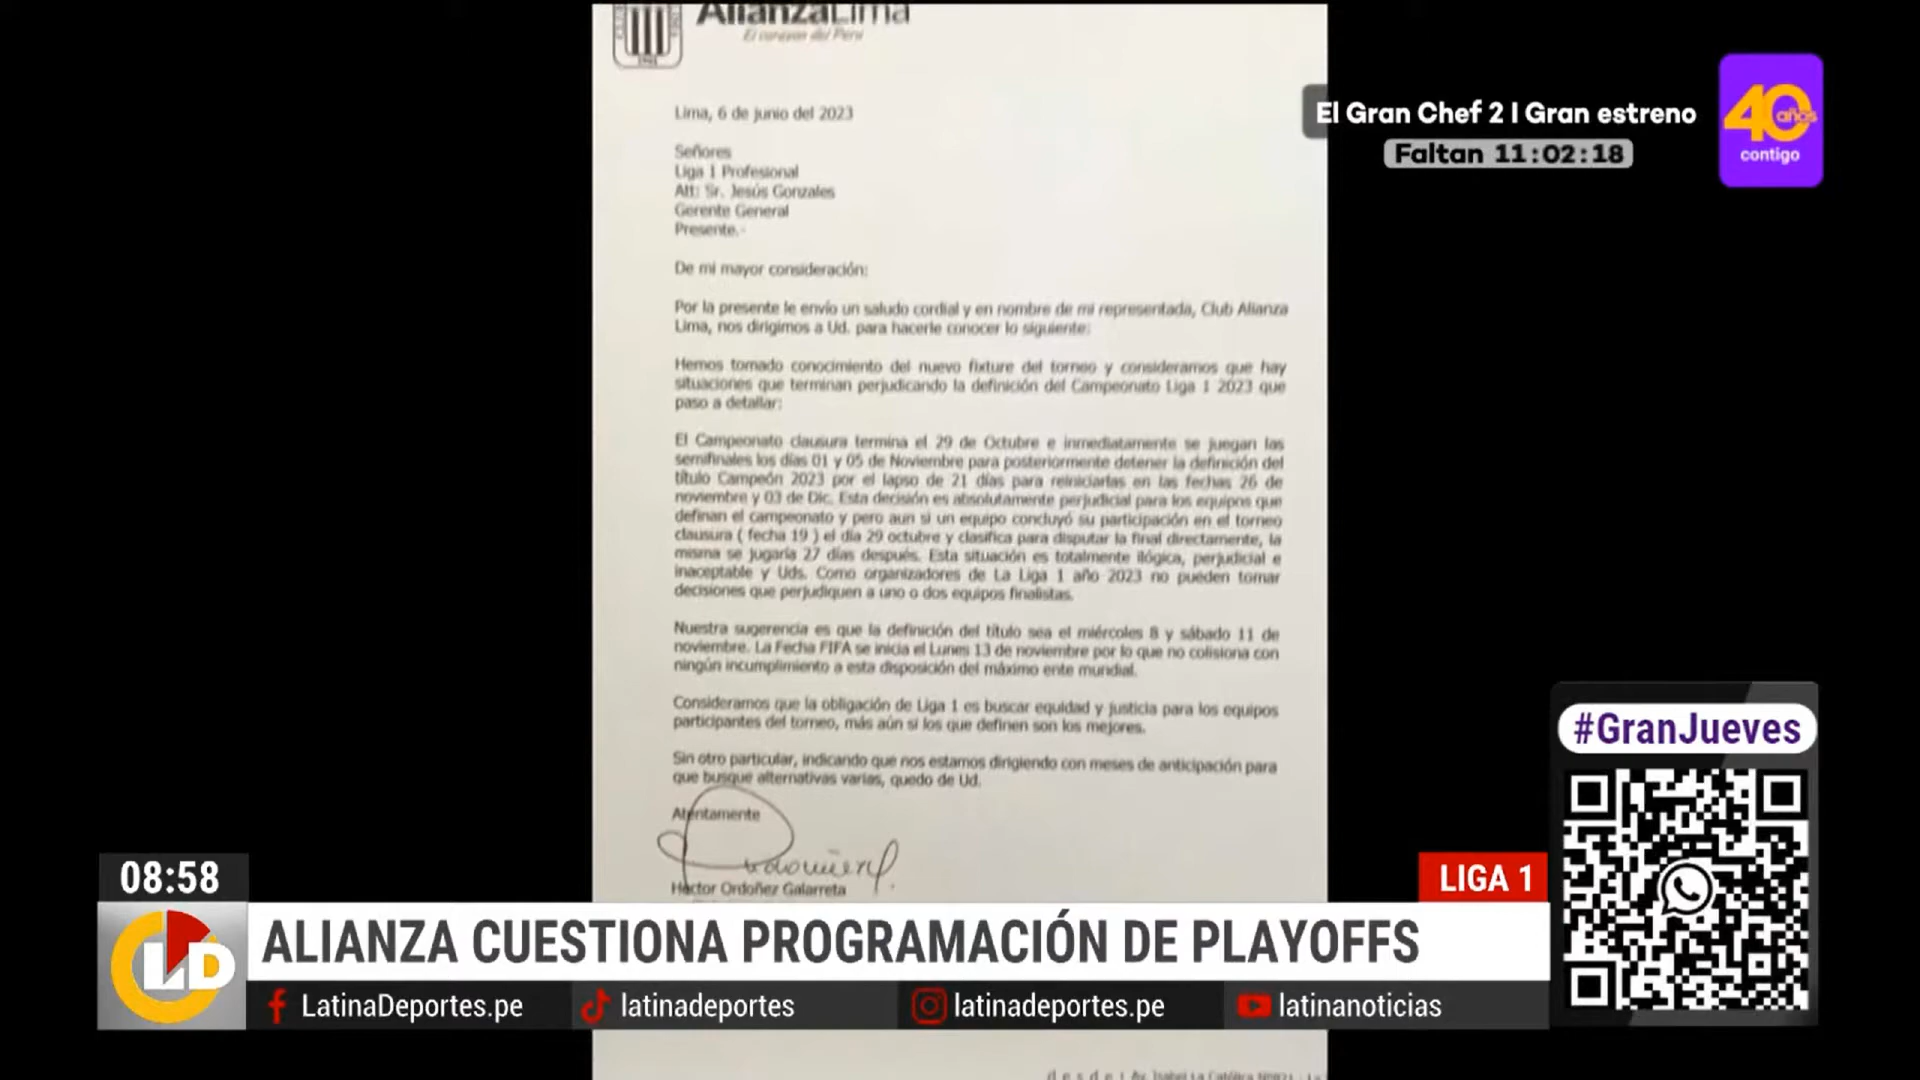 AlianzaLima
El corazón del Perú
Lima, 6 de junio del 2023
Señores
Liga 1 Profesional
Att: Sr. Jesús Gonzales
Gerente General
Presente.-
De mi mayor consideración:
Por la presente le envío un saludo cordial y en nombre de mi representada, Club Alianza
Lima, nos dirigimos a Ud. para hacerle conocer lo siguiente:
Hemos tomado conocimiento del nuevo fixture del torneo y consideramos que hay
situaciones que terminan perjudicando la definición del Campeonato Liga 1 2023 que
paso a detallar:
El Campeonato clausura termina el 29 de Octubre e inmediatamente se juegan las
semifinales los días 01 y 05 de Noviembre para posteriormente detener la definición del
título Campeón 2023 por el lapso de 21 días para reiniciarlas en las fechas 26 de
noviembre y 03 de Dic. Esta decisión es absolutamente perjudicial para los equipos que
definan el campeonato y pero aun si un equipo concluyó su participación en el torneo
clausura ( fecha 19 ) el día 29 octubre y clasifica para disputar la final directamente, la
misma se jugaría 27 días después. Esta situación es totalmente ilógica, perjudicial e
inaceptable y Uds. Como organizadores de La Liga 1 año 2023 no pueden tomar
decisiones que perjudiquen a uno o dos equipos finalistas.
Nuestra sugerencia es que la definición del título sea el miércoles 8 y sábado 11 de
noviembre. La Fecha FIFA se inicia el Lunes 13 de noviembre por lo que no colisiona con
ningún incumplimiento a esta disposición del máximo ente mundial.
Consideramos que la obligación de Liga 1 es buscar equidad y justicia para los equipos
participantes del torneo, más aún si los que definen son los mejores.
Sin otro particular, indicando que nos estamos dirigiendo con meses de anticipación para
que busque alternativas varias, quedo de Ud.
Atentamente
Héctor Ordoñez Galarreta
El Gran Chef 2 I Gran estreno
Faltan 11:02:18
40 años
contigo
#GranJueves
08:58
LIGA 1
LD
ALIANZA CUESTIONA PROGRAMACIÓN DE PLAYOFFS
LatinaDeportes.pe
latinadeportes
latinadeportes.pe
latinanoticias